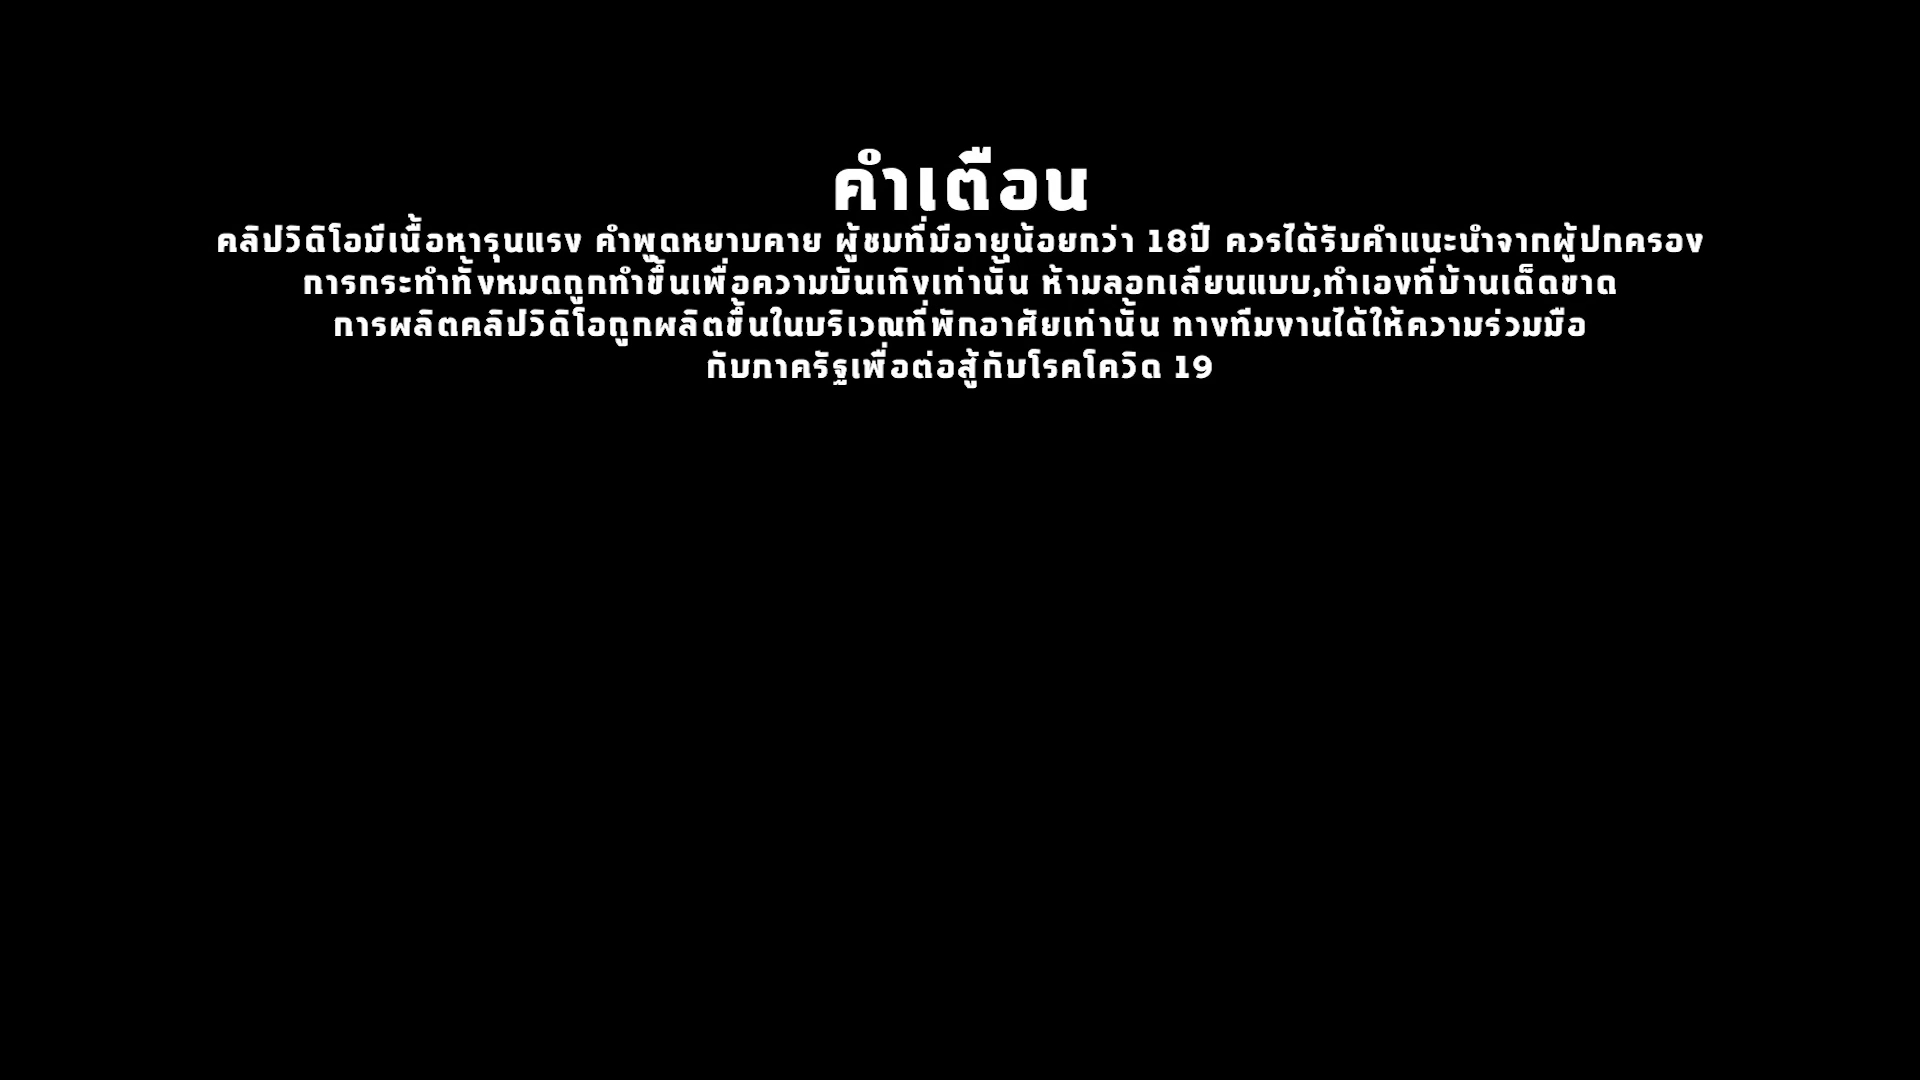 คำเตือน
คลิปวิดิโอมีเนื้อหารุนแรง คำพูดหยาบคาย ผู้ชมที่มีอายุน้อยกว่า 18ปี ควรได้รับคำแนะนำจากผู้ปกครอง
การกระทำทั้งหมดถูกทำขึ้นเพื่อความบันเทิงเท่านั้น ห้ามลอกเลียนแบบ,ทำเองที่บ้านเด็ดขาด
การผลิตคลิปวิดิโอถูกผลิตขึ้นในบริเวณที่พักอาศัยเท่านั้น ทางทีมงานได้ให้ความร่วมมือ
กับภาครัฐเพื่อต่อสู้กับโรคโควิด 19